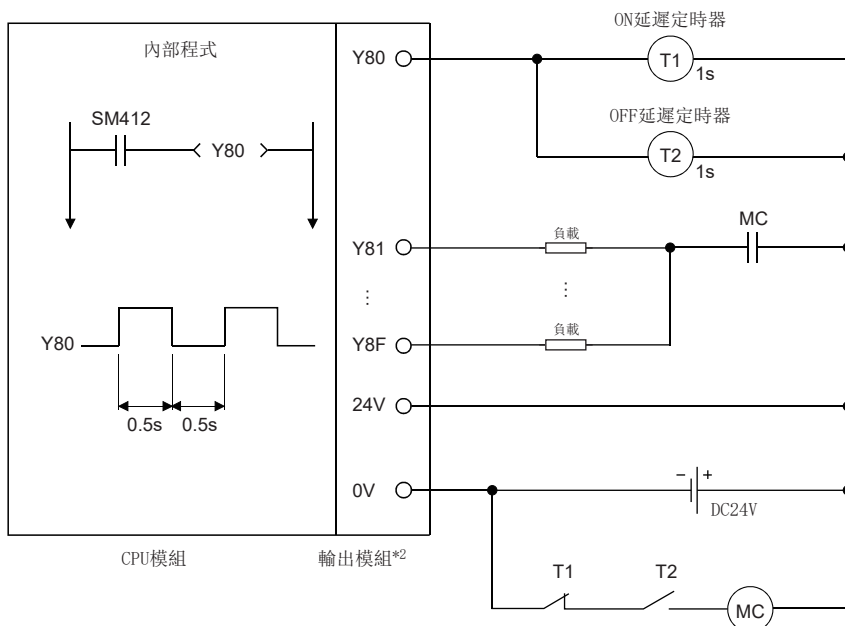 ON延遲定時器
內部程式
Y80
T1
1s
SM412
Y80
OFF延遲定時器
T2
1s
Y81
負載
MC
⋮
⋮
Y80
Y8F
負載
0.5s
0.5s
24V
0V
− +
DC24V
CPU模組
輸出模組*2
T1
T2
MC